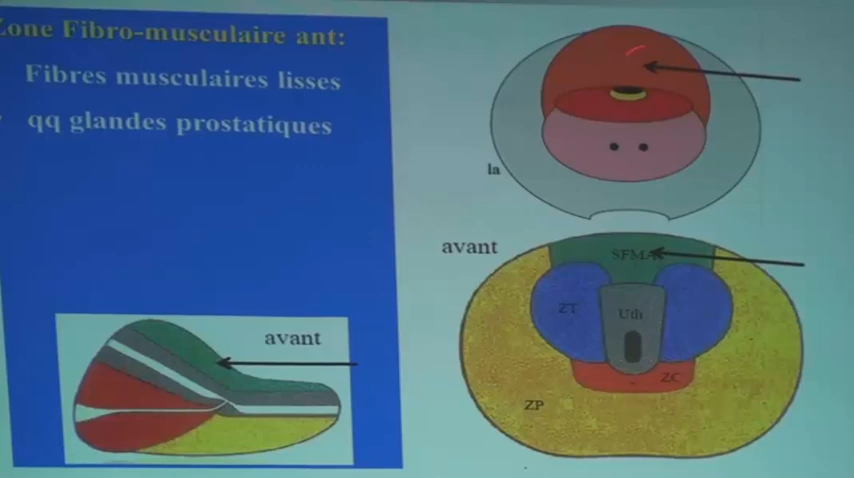 Zone Fibro-musculaire ant:
Fibres musculaires lisses
qq glandes prostatiques
la
avant
SFMA
ZT
Uth
ZC
ZP
avant